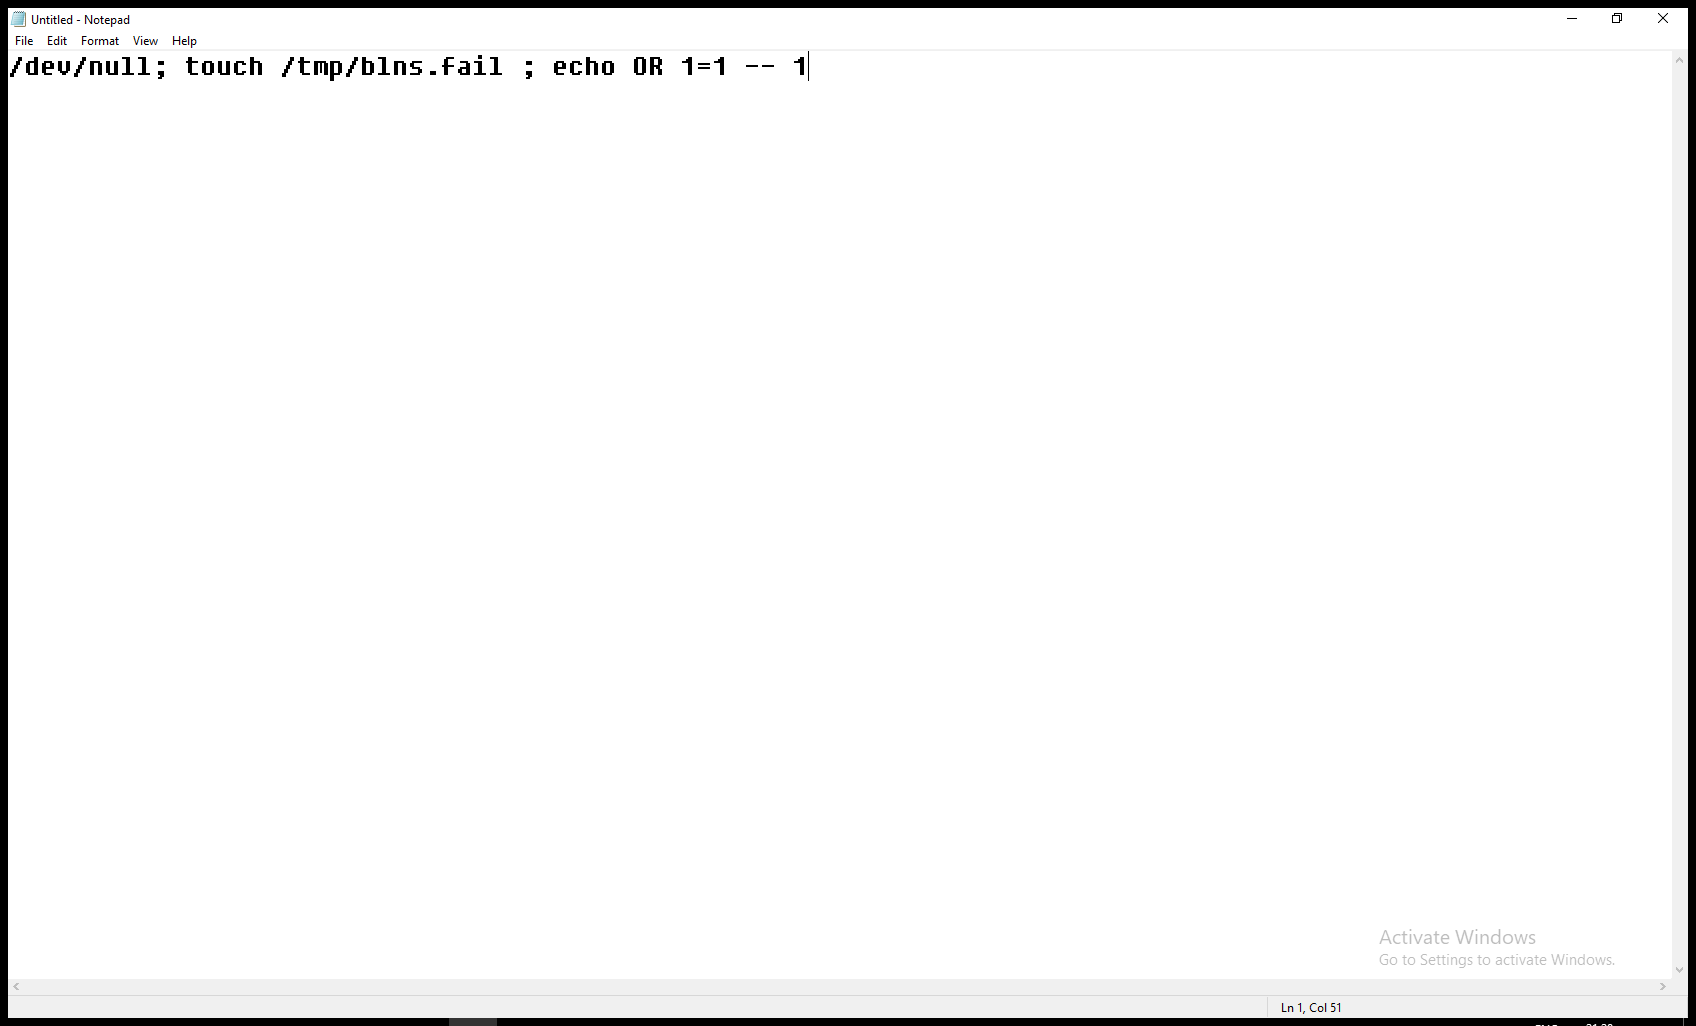 Untitled - Notepad
File Edit Format View Help
/dev/null; touch /tmp/blns.fail ; echo OR 1=1 -- 1
Activate Windows
Go to Settings to activate Windows.
Ln 1, Col 51